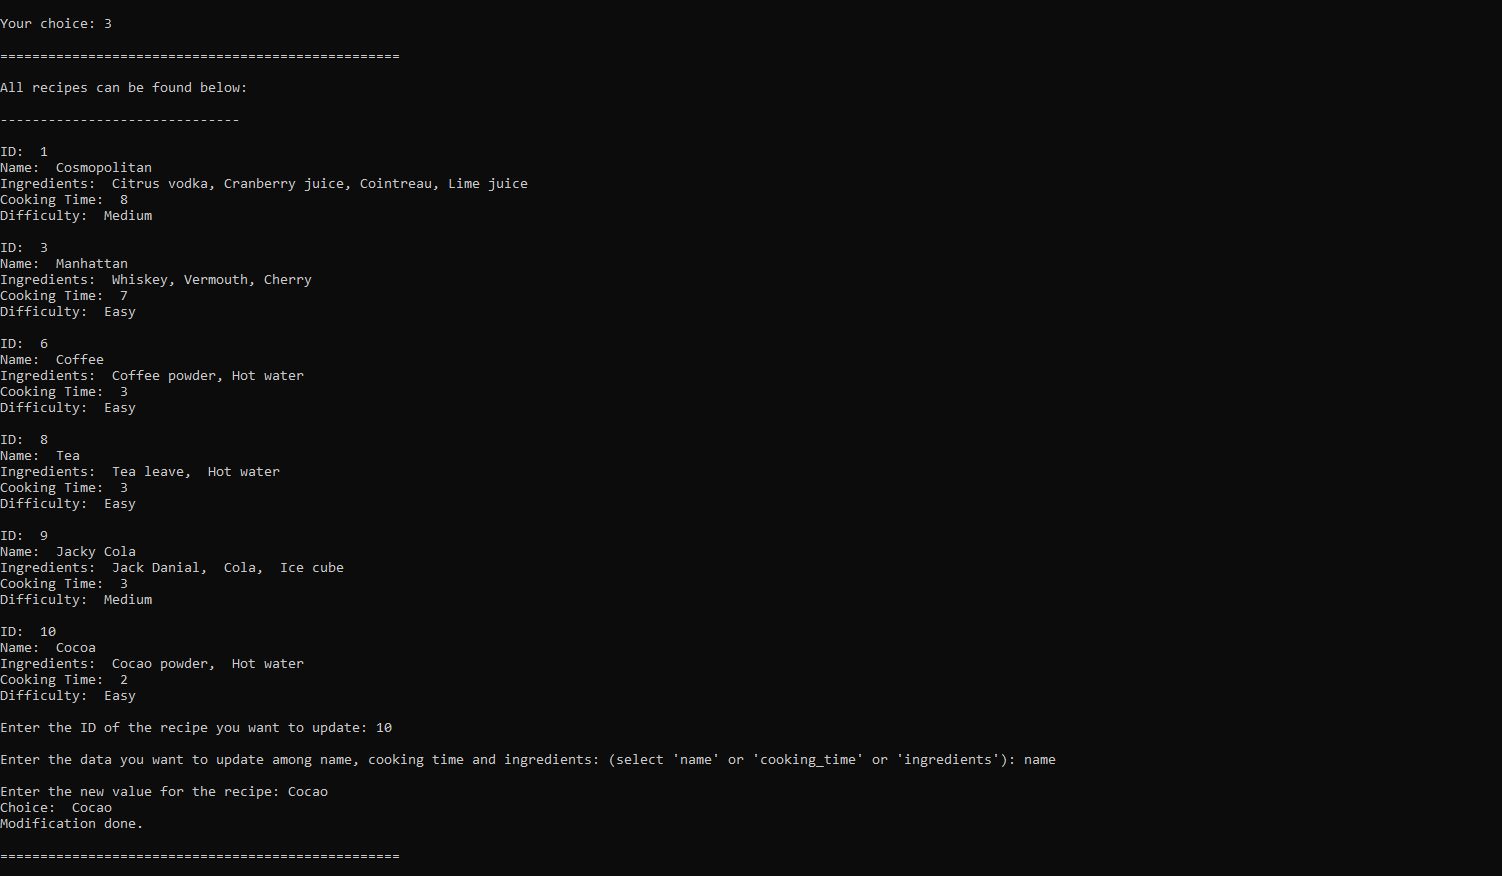 Your choice: 3
==================================================
All recipes can be found below:
------------------------------
ID:  1
Name:  Cosmopolitan
Ingredients:  Citrus vodka, Cranberry juice, Cointreau, Lime juice
Cooking Time:  8
Difficulty:  Medium
ID:  3
Name:  Manhattan
Ingredients:  Whiskey, Vermouth, Cherry
Cooking Time:  7
Difficulty:  Easy
ID:  6
Name:  Coffee
Ingredients:  Coffee powder, Hot water
Cooking Time:  3
Difficulty:  Easy
ID:  8
Name:  Tea
Ingredients:  Tea leave,  Hot water
Cooking Time:  3
Difficulty:  Easy
ID:  9
Name:  Jacky Cola
Ingredients:  Jack Danial,  Cola,  Ice cube
Cooking Time:  3
Difficulty:  Medium
ID:  10
Name:  Cocoa
Ingredients:  Cocao powder,  Hot water
Cooking Time:  2
Difficulty:  Easy
Enter the ID of the recipe you want to update: 10
Enter the data you want to update among name, cooking time and ingredients: (select 'name' or 'cooking_time' or 'ingredients'): name
Enter the new value for the recipe: Cocao
Choice:  Cocao
Modification done.
==================================================